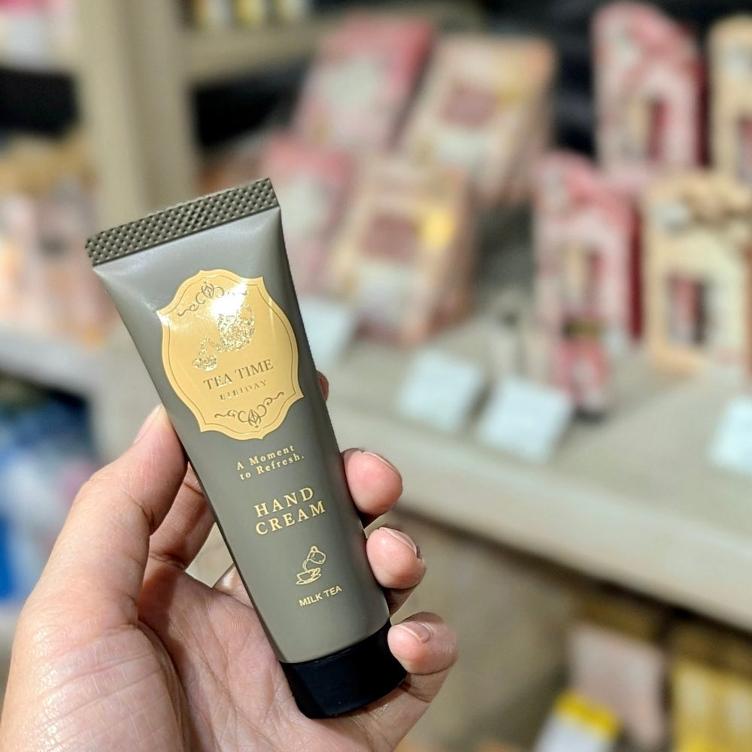 TEA TIME
A Moment
to Refresh.
HAND
CREAM
MILK TEA